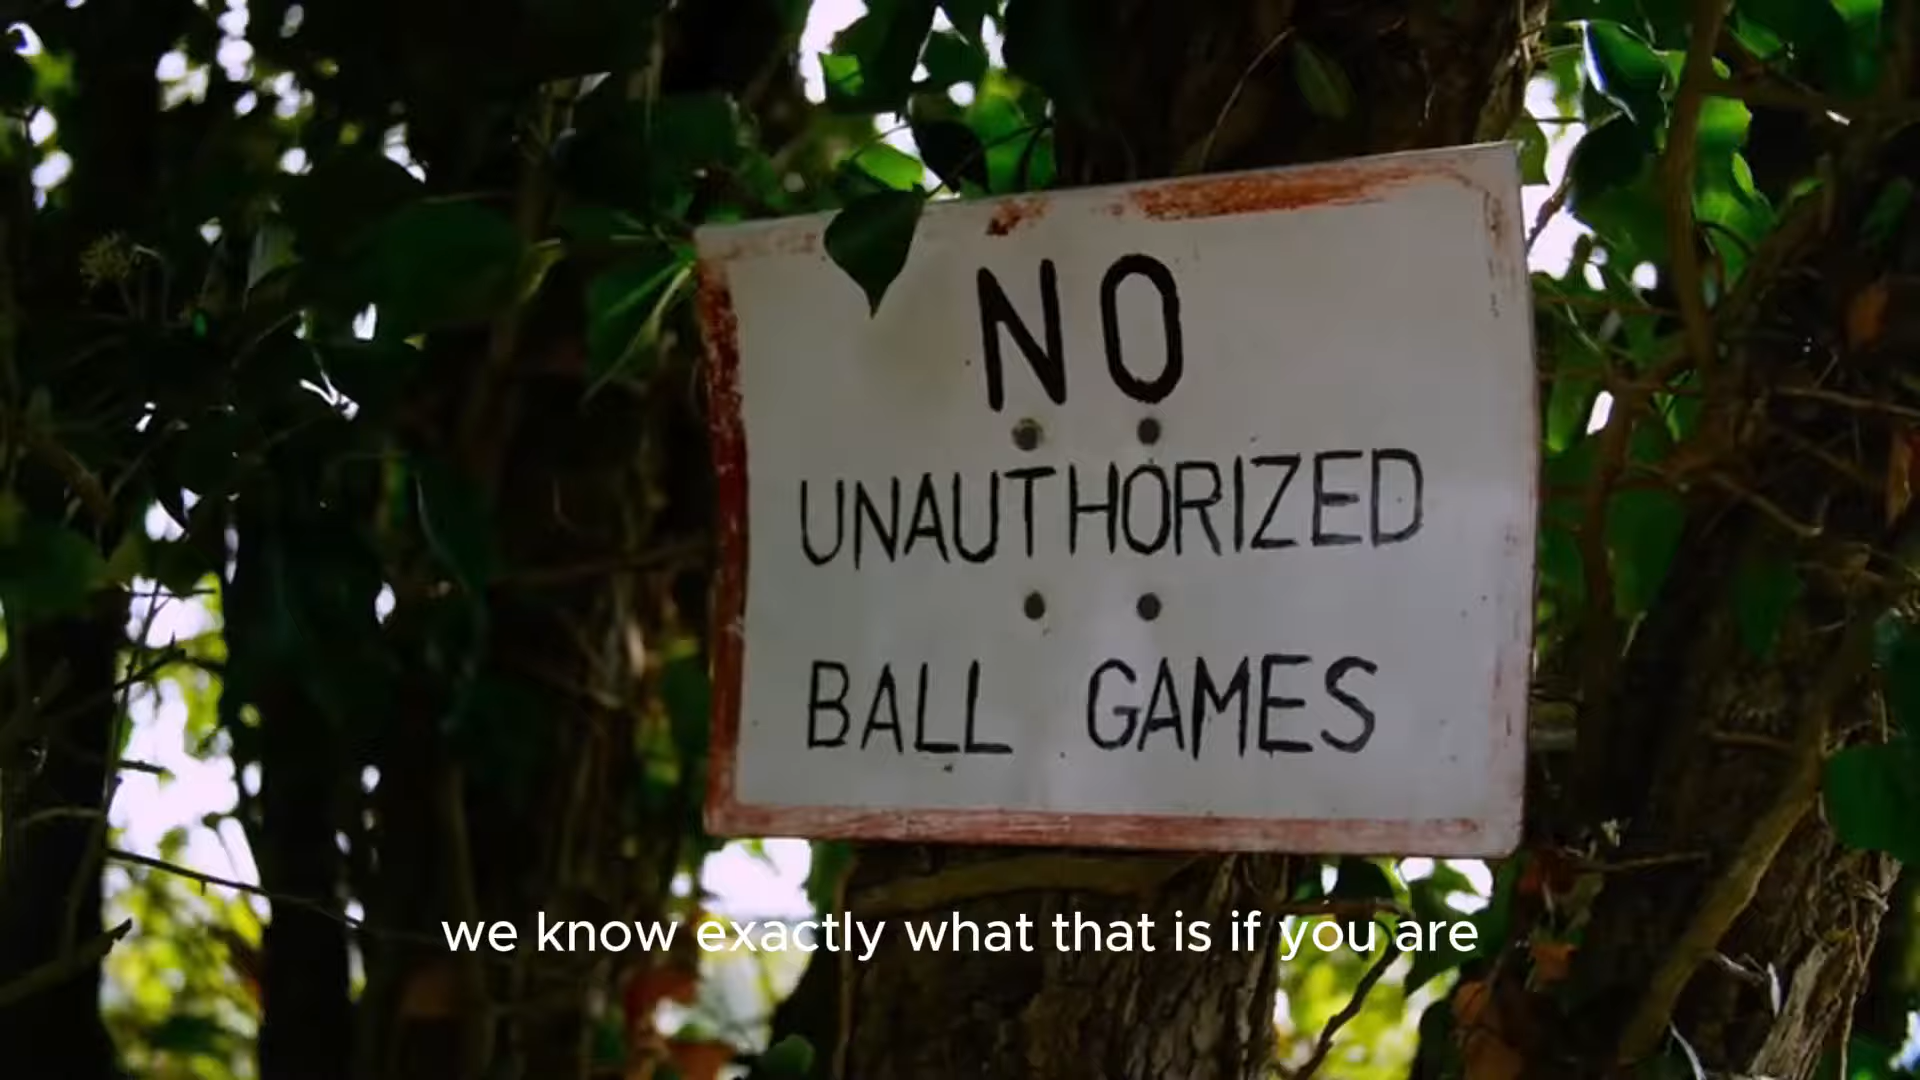 NO
UNAUTHORIZED
BALL GAMES
we know exactly what that is if you are